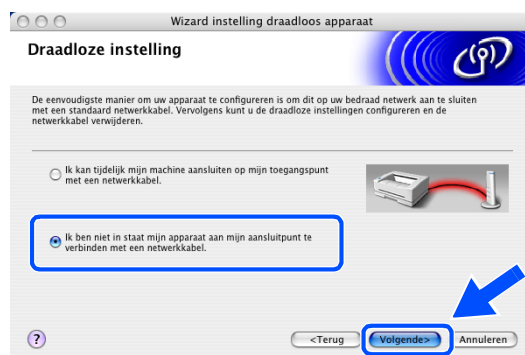 Wizard instelling draadloos apparaat
Draadloze instelling
De eenvoudigste manier om uw apparaat te configureren is om dit op uw bedraad netwerk aan te sluiten
met een standaard netwerkkabel. Vervolgens kunt u de draadloze instellingen configureren en de
netwerkkabel verwijderen.
Ik kan tijdelijk mijn machine aansluiten op mijn toegangspunt
met een netwerkkabel.
Ik ben niet in staat mijn apparaat aan mijn aansluitpunt te
verbinden met een netwerkkabel.
?
<Terug
Volgende>
Annuleren